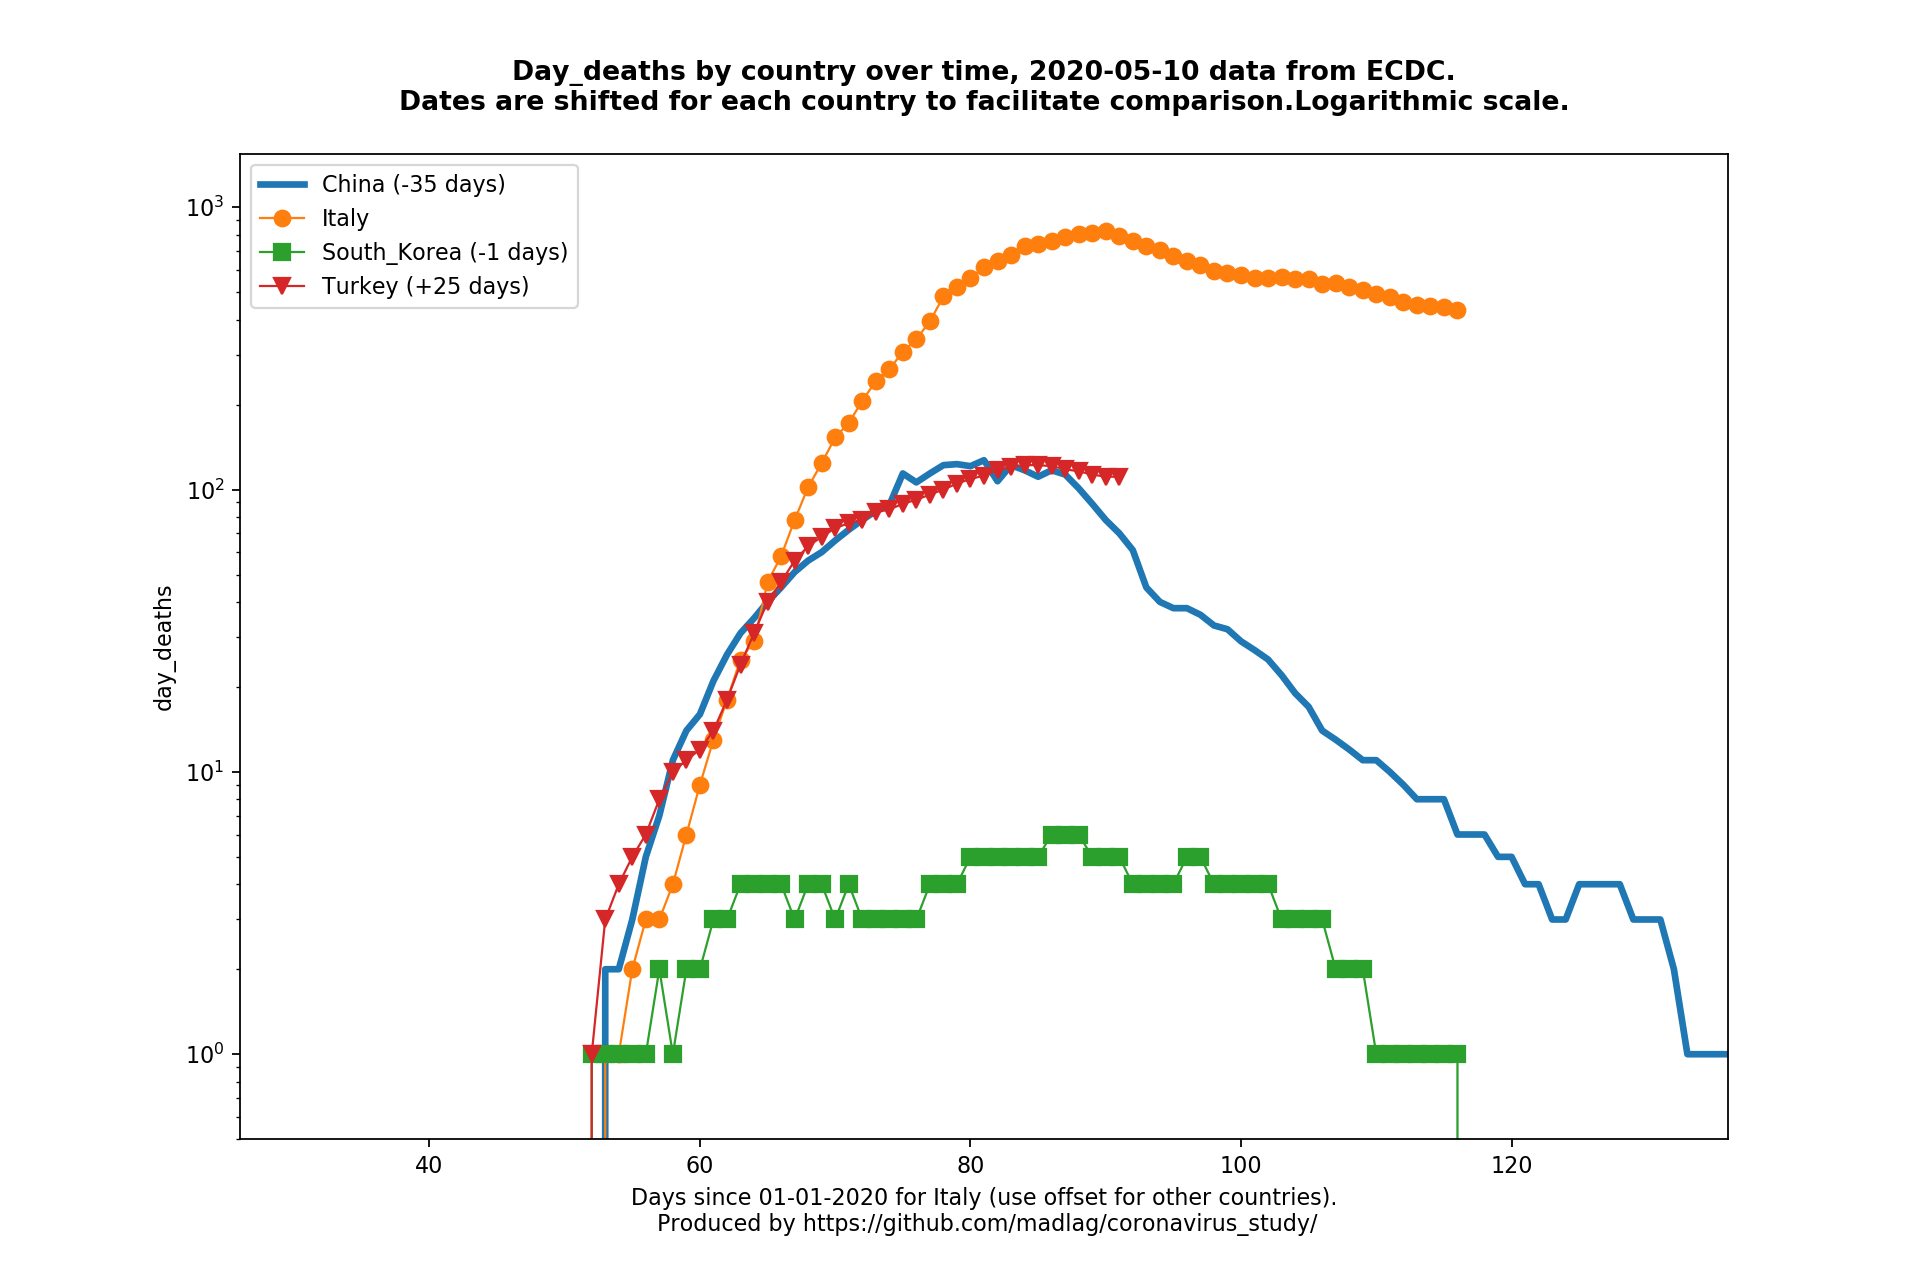 Day_deaths by country over time, 2020-05-10 data from ECDC.
Dates are shifted for each country to facilitate comparison.Logarithmic scale.
China (-35 days)
Italy
South_Korea (-1 days)
Turkey (+25 days)
10³
10²
10¹
10⁰
day_deaths
40 60 80 100 120
Days since 01-01-2020 for Italy (use offset for other countries).
Produced by https://github.com/madlag/coronavirus_study/